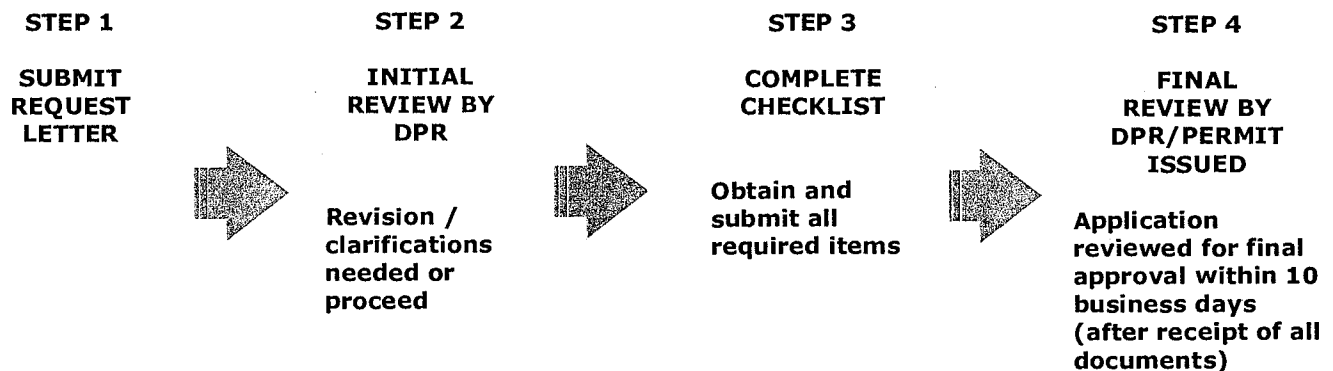 STEP 1
SUBMIT
REQUEST
LETTER
STEP 2
INITIAL
REVIEW BY
DPR
Revision /
clarifications
needed or
proceed
STEP 3
COMPLETE
CHECKLIST
Obtain and
submit all
required items
STEP 4
FINAL
REVIEW BY
DPR/PERMIT
ISSUED
Application
reviewed for final
approval within 10
business days
(after receipt of all
documents)